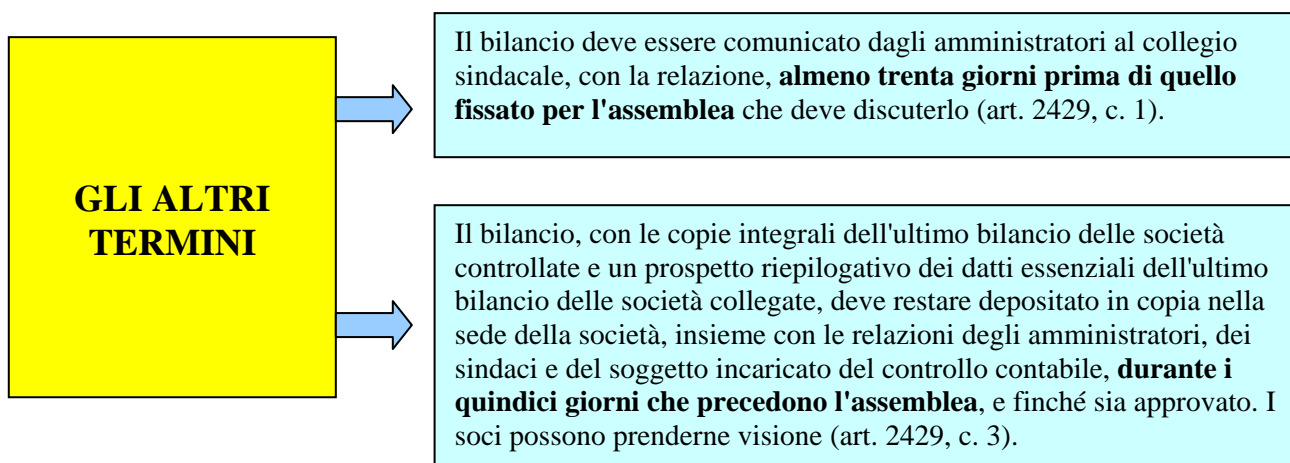 GLI ALTRI
TERMINI
Il bilancio deve essere comunicato dagli amministratori al collegio
sindacale, con la relazione, almeno trenta giorni prima di quello
fissato per l'assemblea che deve discuterlo (art. 2429, c. 1).
Il bilancio, con le copie integrali dell'ultimo bilancio delle società
controllate e un prospetto riepilogativo dei datti essenziali dell'ultimo
bilancio delle società collegate, deve restare depositato in copia nella
sede della società, insieme con le relazioni degli amministratori, dei
sindaci e del soggetto incaricato del controllo contabile, durante i
quindici giorni che precedono l'assemblea, e finché sia approvato. I
soci possono prenderne visione (art. 2429, c. 3).